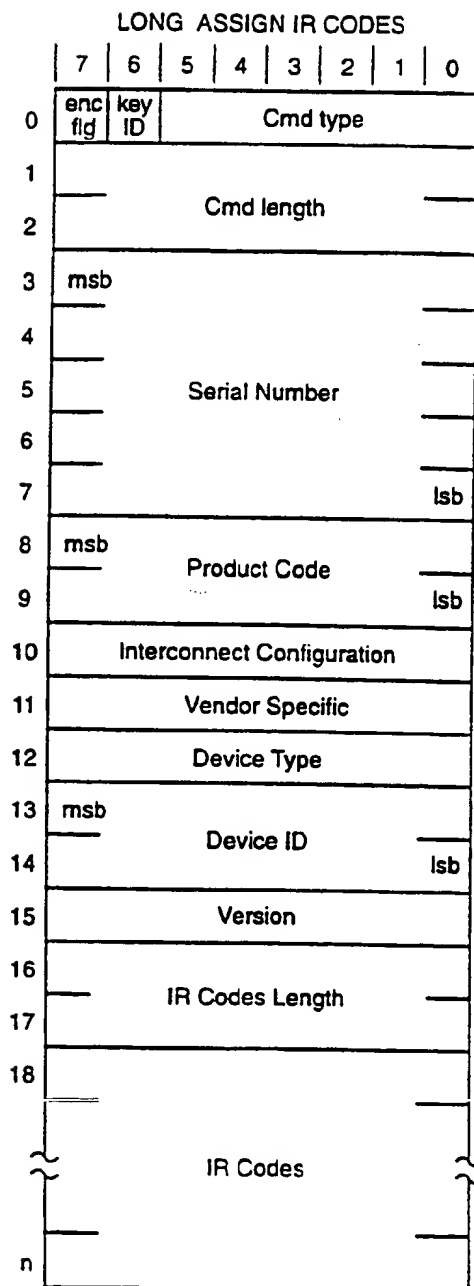 LONG ASSIGN IR CODES
7 6 5 4 3 2 1 0
0 enc flg key ID Cmd type
1
Cmd length
2
3 msb
4
5 Serial Number
6
7 lsb
8 msb
Product Code
9 lsb
10 Interconnect Configuration
11 Vendor Specific
12 Device Type
13 msb
Device ID
14 lsb
15 Version
16
IR Codes Length
17
18
IR Codes
n